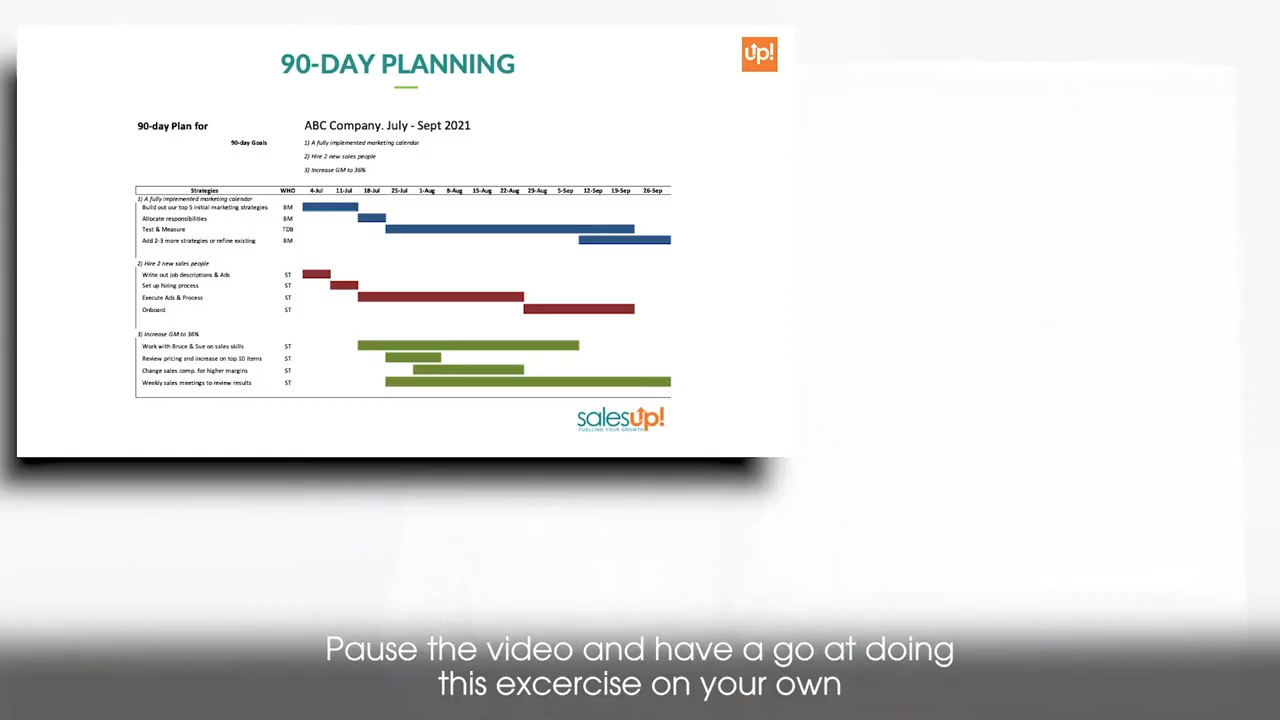 90-DAY PLANNING
up!
90-day Plan for ABC Company. July - Sept 2021
90-day Goals 1) A fully implemented marketing calendar
2) Hire 2 new sales people
3) Increase GM to 36%
Strategies WHO 4-Jul 11-Jul 18-Jul 25-Jul 1-Aug 8-Aug 15-Aug 22-Aug 29-Aug 5-Sep 12-Sep 19-Sep 26-Sep
1) A fully implemented marketing calendar
Build out our top 5 initial marketing strategies BM
Allocate responsibilities BM
Test & Measure TDB
Add 2-3 more strategies or refine existing BM
2) Hire 2 new sales people
Write out job descriptions & Ads ST
Set up hiring process ST
Execute Ads & Process ST
Onboard ST
3) Increase GM to 36%
Work with Bruce & Sue on sales skills ST
Review pricing and increase on top 10 items ST
Change sales comp. for higher margins ST
Weekly sales meetings to review results ST
salesup!
FUELLING YOUR GROWTH
Pause the video and have a go at doing
this excercise on your own